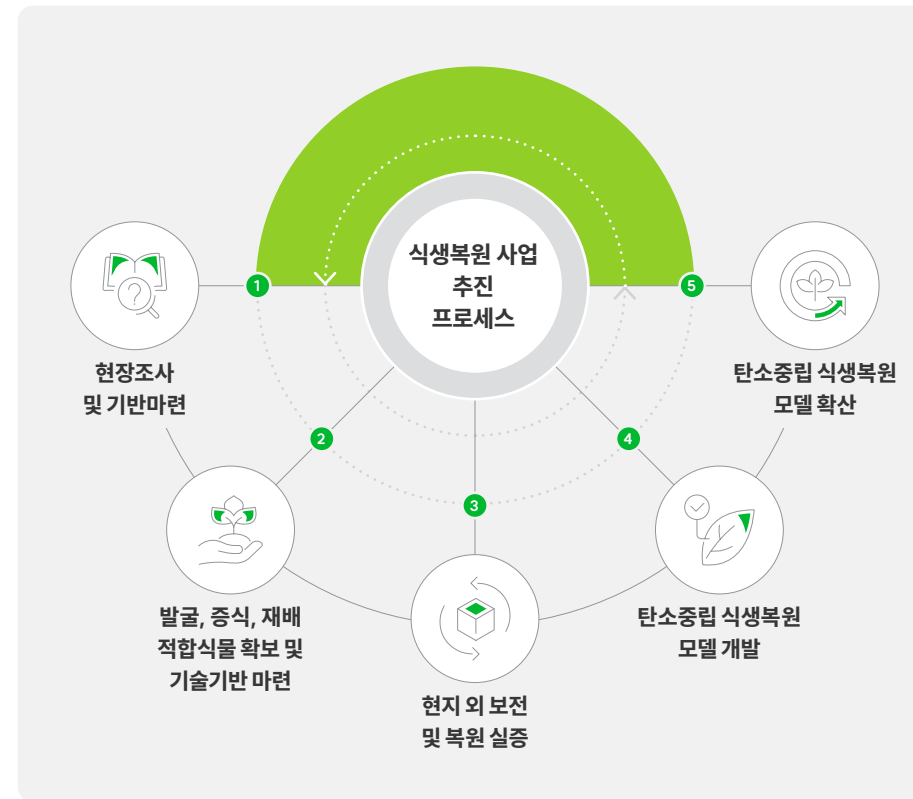 식생복원 사업
추진
프로세스
1
현장조사
및 기반마련
2
발굴, 증식, 재배
적합식물 확보 및
기술기반 마련
3
현지 외 보전
및 복원 실증
4
탄소중립 식생복원
모델 개발
5
탄소중립 식생복원
모델 확산
?